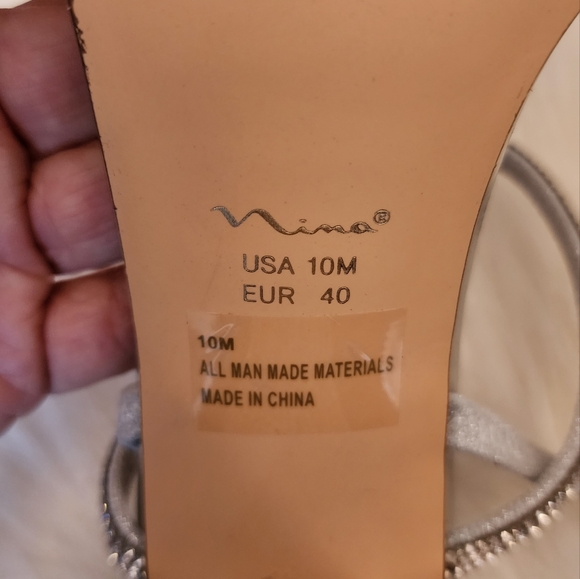 Nina®
USA 10M
EUR 40
10M
ALL MAN MADE MATERIALS
MADE IN CHINA